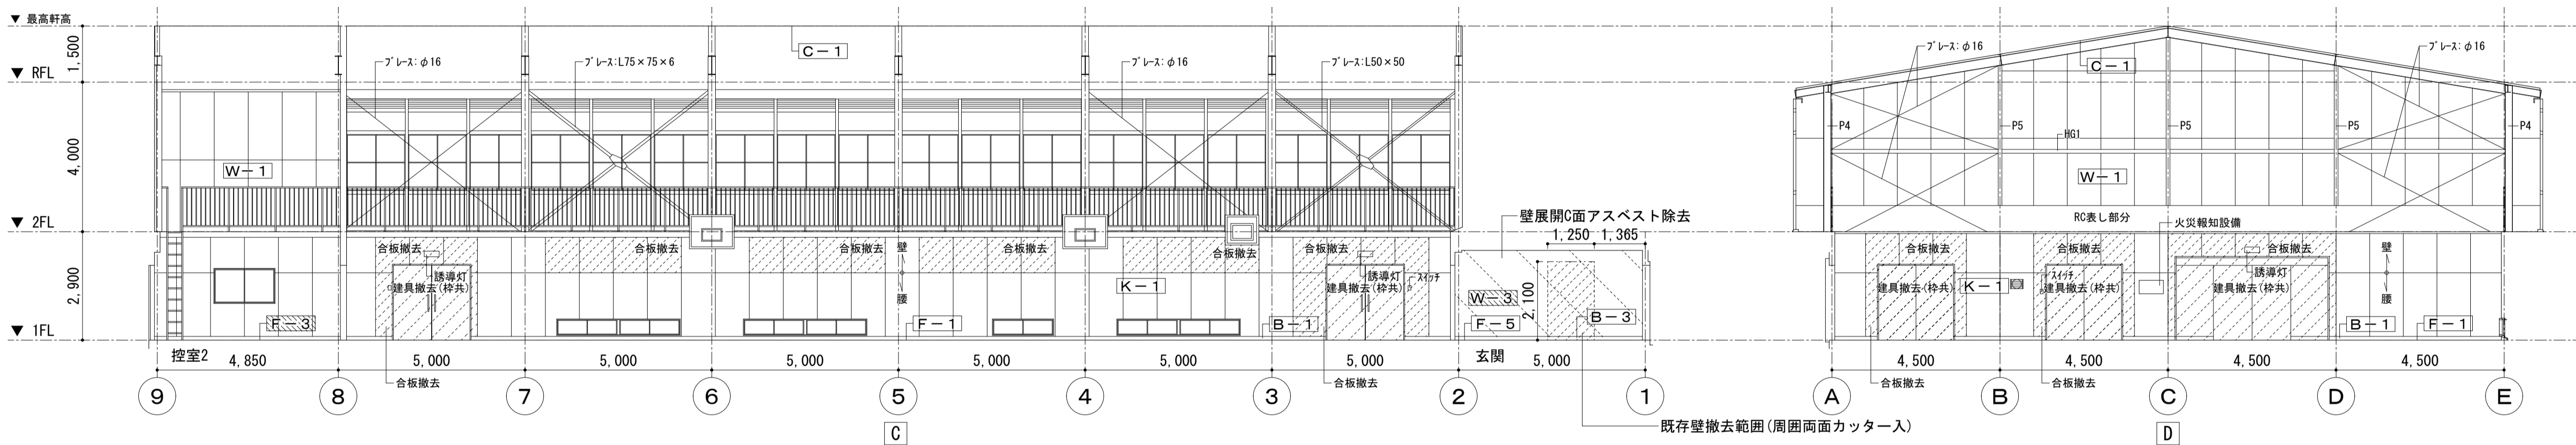 ▼ 最高軒高
1,500
▼ RFL
4,000
▼ 2FL
2,900
▼ 1FL
C－1
ﾌﾞﾚｰｽ:φ16
ﾌﾞﾚｰｽ:L75×75×6
ﾌﾞﾚｰｽ:φ16
ﾌﾞﾚｰｽ:L50×50
W－1
合板撤去
合板撤去
合板撤去
合板撤去
合板撤去
合板撤去
誘導灯
建具撤去(枠共)
壁
腰
誘導灯
建具撤去(枠共)
ｽｲｯﾁ
K－1
F－3
F－1
B－1
壁展開C面アスベスト除去
1,250
1,365
2,100
W－3
F－5
B－3
控室2
玄関
4,850
5,000
5,000
5,000
5,000
5,000
5,000
5,000
合板撤去
合板撤去
9
8
7
6
5
4
3
2
1
既存壁撤去範囲(周囲両面カッター入)
C
ﾌﾞﾚｰｽ:φ16
C－1
ﾌﾞﾚｰｽ:φ16
P4
P5
P5
P5
P4
HG1
W－1
RC表し部分
火災報知設備
合板撤去
合板撤去
合板撤去
建具撤去(枠共)
K－1
ｽｲｯﾁ
建具撤去(枠共)
誘導灯
建具撤去(枠共)
壁
腰
B－1
F－1
4,500
4,500
4,500
4,500
合板撤去
合板撤去
A
B
C
D
E
D